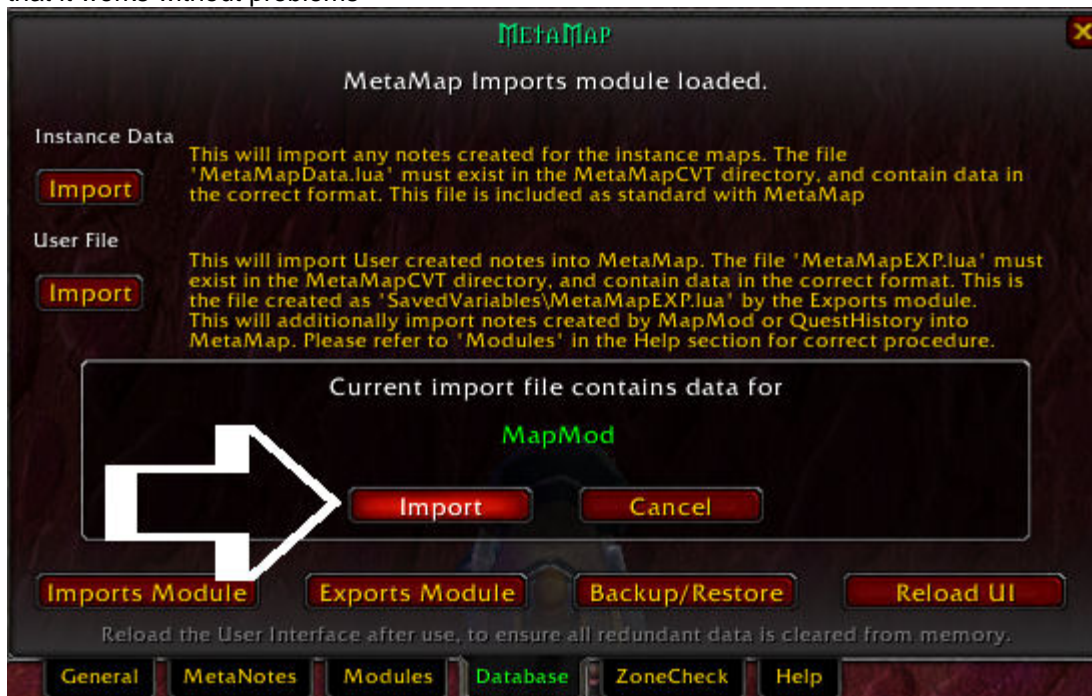 that it works without problems
MetaMap
MetaMap Imports module loaded.
Instance Data
This will import any notes created for the instance maps. The file
'MetaMapData.lua' must exist in the MetaMapCVT directory, and contain data in
Import
the correct format. This file is included as standard with MetaMap
User File
This will import User created notes into MetaMap. The file 'MetaMapEXP.lua' must
exist in the MetaMapCVT directory, and contain data in the correct format. This is
Import
the file created as 'SavedVariables\MetaMapEXP.lua' by the Exports module.
This will additionally import notes created by MapMod or QuestHistory into
MetaMap. Please refer to 'Modules' in the Help section for correct procedure.
Current import file contains data for
MapMod
Import Cancel
Imports Module Exports Module Backup/Restore Reload UI
Reload the User Interface after use, to ensure all redundant data is cleared from memory.
General MetaNotes Modules Database ZoneCheck Help